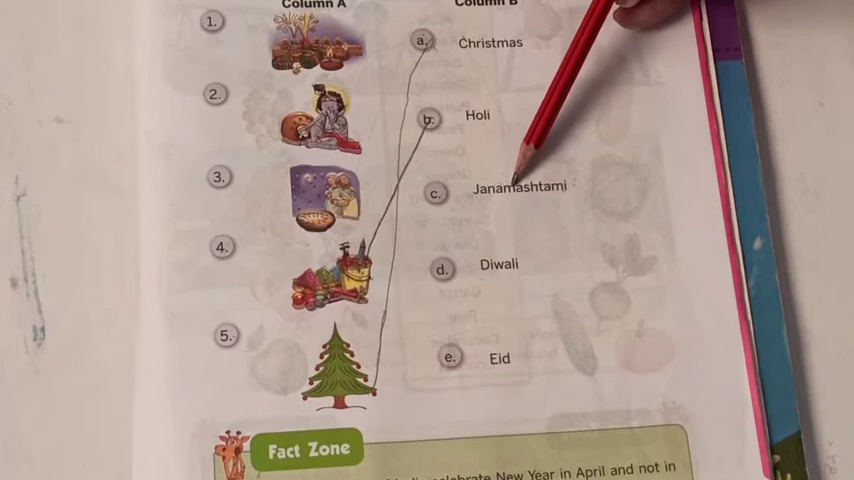 Column A Column B
1. a. Christmas
2. b. Holi
3. c. Janamashtami
4. d. Diwali
5. e. Eid
Fact Zone
celebrate New Year in April and not in